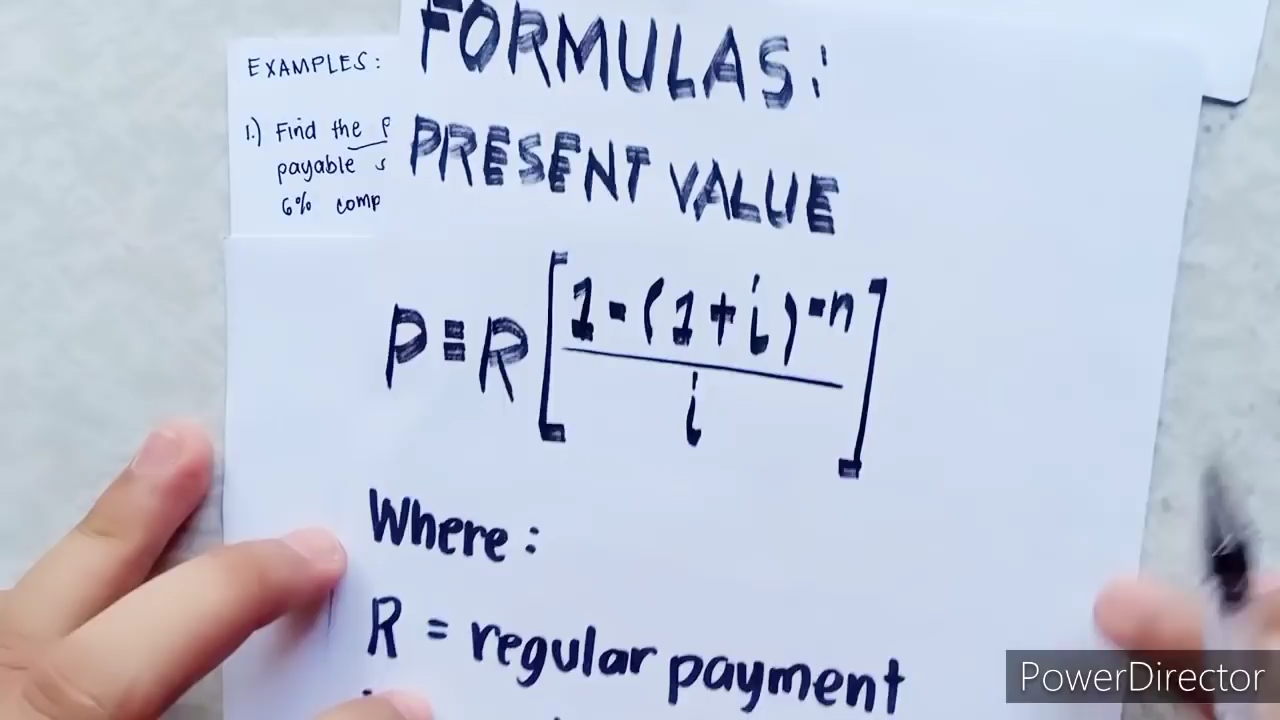 FORMULAS:
PRESENT VALUE
P = R [ 1 - (1 + i)^-n / i ]
Where:
R = regular payment
EXAMPLES:
1.) Find the
payable
6% comp
PowerDirector